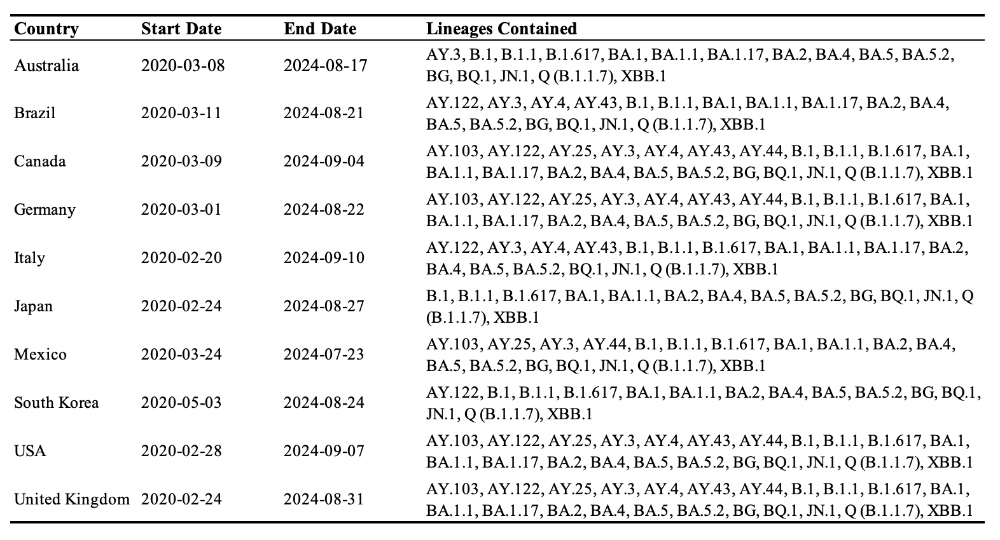 Country Start Date End Date Lineages Contained
Australia 2020-03-08 2024-08-17 AY.3, B.1, B.1.1, B.1.617, BA.1, BA.1.1, BA.1.17, BA.2, BA.4, BA.5, BA.5.2,
BG, BQ.1, JN.1, Q (B.1.1.7), XBB.1
Brazil 2020-03-11 2024-08-21 AY.122, AY.3, AY.4, AY.43, B.1, B.1.1, BA.1, BA.1.1, BA.1.17, BA.2, BA.4,
BA.5, BA.5.2, BG, BQ.1, JN.1, Q (B.1.1.7), XBB.1
Canada 2020-03-09 2024-09-04 AY.103, AY.122, AY.25, AY.3, AY.4, AY.43, AY.44, B.1, B.1.1, B.1.617, BA.1,
BA.1.1, BA.1.17, BA.2, BA.4, BA.5, BA.5.2, BG, BQ.1, JN.1, Q (B.1.1.7), XBB.1
Germany 2020-03-01 2024-08-22 AY.103, AY.122, AY.25, AY.3, AY.4, AY.43, AY.44, B.1, B.1.1, B.1.617, BA.1,
BA.1.1, BA.1.17, BA.2, BA.4, BA.5, BA.5.2, BG, BQ.1, JN.1, Q (B.1.1.7), XBB.1
Italy 2020-02-20 2024-09-10 AY.122, AY.3, AY.4, AY.43, B.1, B.1.1, B.1.617, BA.1, BA.1.1, BA.1.17, BA.2,
BA.4, BA.5, BA.5.2, BQ.1, JN.1, Q (B.1.1.7), XBB.1
Japan 2020-02-24 2024-08-27 B.1, B.1.1, B.1.617, BA.1, BA.1.1, BA.2, BA.4, BA.5, BA.5.2, BG, BQ.1, JN.1, Q
(B.1.1.7), XBB.1
Mexico 2020-03-24 2024-07-23 AY.103, AY.25, AY.3, AY.44, B.1, B.1.1, B.1.617, BA.1, BA.1.1, BA.2, BA.4,
BA.5, BA.5.2, BG, BQ.1, JN.1, Q (B.1.1.7), XBB.1
South Korea 2020-05-03 2024-08-24 AY.122, B.1, B.1.1, B.1.617, BA.1, BA.1.1, BA.2, BA.4, BA.5, BA.5.2, BG, BQ.1,
JN.1, Q (B.1.1.7), XBB.1
USA 2020-02-28 2024-09-07 AY.103, AY.122, AY.25, AY.3, AY.4, AY.43, AY.44, B.1, B.1.1, B.1.617, BA.1,
BA.1.1, BA.1.17, BA.2, BA.4, BA.5, BA.5.2, BG, BQ.1, JN.1, Q (B.1.1.7), XBB.1
United Kingdom 2020-02-24 2024-08-31 AY.103, AY.122, AY.25, AY.3, AY.4, AY.43, AY.44, B.1, B.1.1, B.1.617, BA.1,
BA.1.1, BA.1.17, BA.2, BA.4, BA.5, BA.5.2, BG, BQ.1, JN.1, Q (B.1.1.7), XBB.1